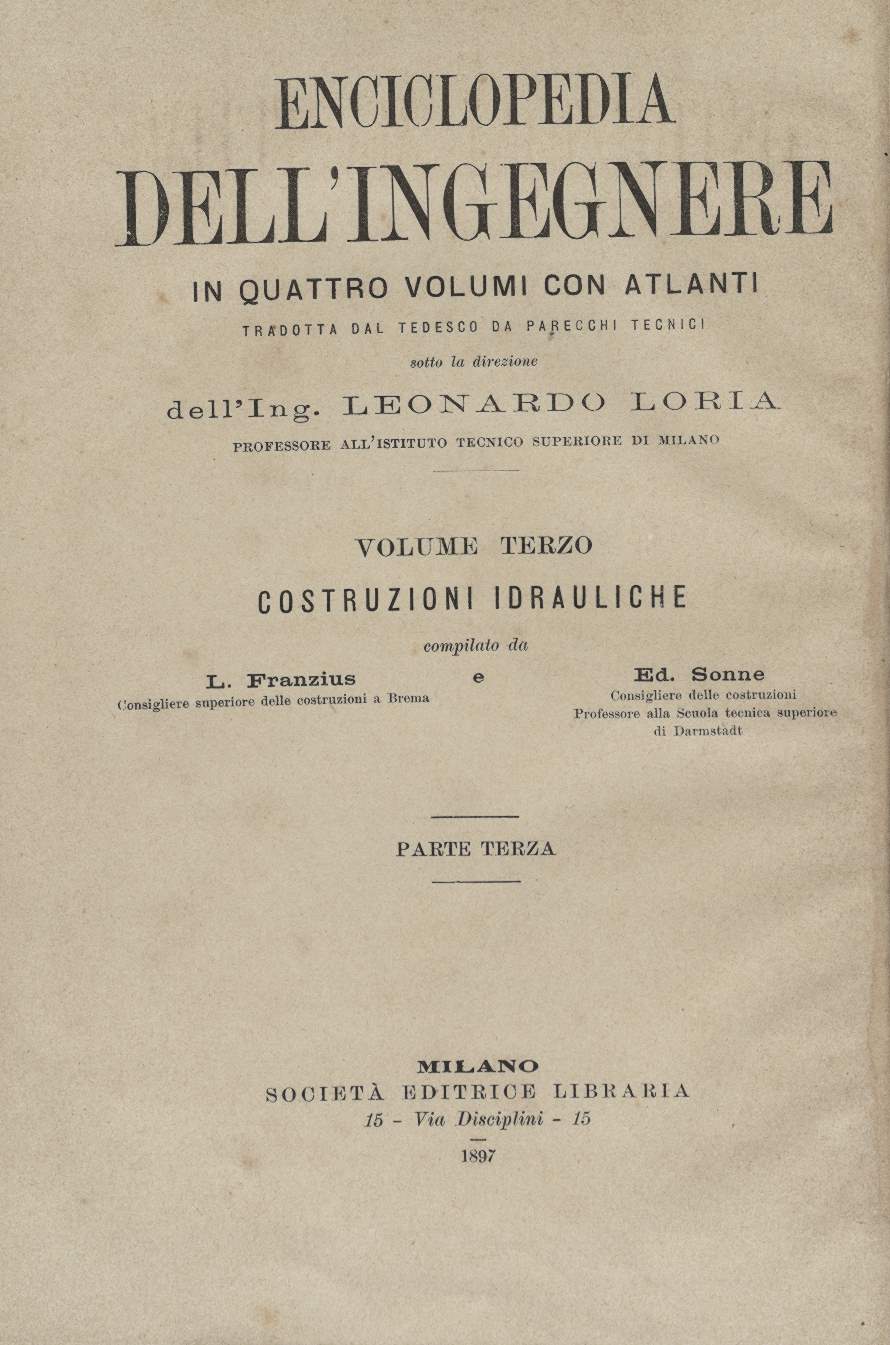 ENCICLOPEDIA
DELL'INGEGNERE
IN QUATTRO VOLUMI CON ATLANTI
TRADOTTA DAL TEDESCO DA PARECCHI TECNICI
sotto la direzione
dell'Ing. LEONARDO LORIA
PROFESSORE ALL'ISTITUTO TECNICO SUPERIORE DI MILANO
VOLUME TERZO
COSTRUZIONI IDRAULICHE
compilato da
L. Franzius
Consigliere superiore delle costruzioni a Brema
e
Ed. Sonne
Consigliere delle costruzioni
Professore alla Scuola tecnica superiore
di Darmstadt
PARTE TERZA
MILANO
SOCIETÀ EDITRICE LIBRARIA
15 - Via Disciplini - 15
1897